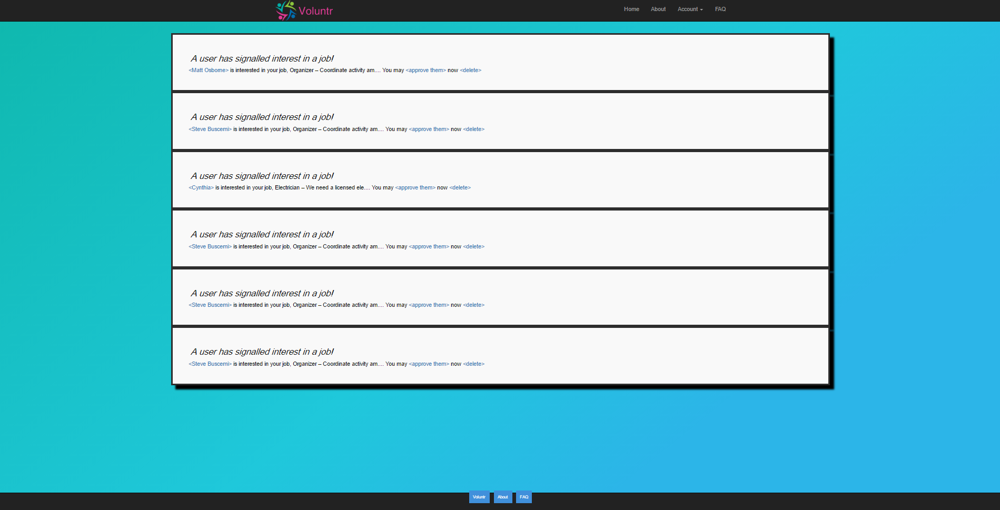 Voluntr Home About Account FAQ
A user has signalled interest in a job!
<Matt Osborne> is interested in your job, Organizer -- Coordinate activity am.... You may <approve them> now <delete>
A user has signalled interest in a job!
<Steve Buscemi> is interested in your job, Organizer -- Coordinate activity am.... You may <approve them> now <delete>
A user has signalled interest in a job!
<Cynthia> is interested in your job, Electrician -- We need a licensed ele.... You may <approve them> now <delete>
A user has signalled interest in a job!
<Steve Buscemi> is interested in your job, Organizer -- Coordinate activity am.... You may <approve them> now <delete>
A user has signalled interest in a job!
<Steve Buscemi> is interested in your job, Organizer -- Coordinate activity am.... You may <approve them> now <delete>
A user has signalled interest in a job!
<Steve Buscemi> is interested in your job, Organizer -- Coordinate activity am.... You may <approve them> now <delete>
Voluntr About FAQ